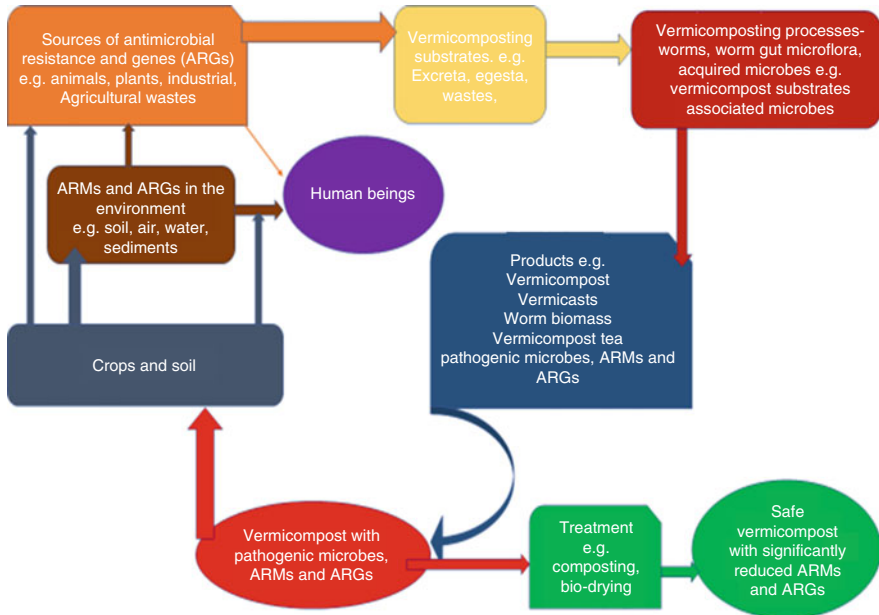 Sources of antimicrobial
resistance and genes (ARGs)
e.g. animals, plants, industrial,
Agricultural wastes
Vermicomposting
substrates. e.g.
Excreta, egesta,
wastes,
Vermicomposting processes-
worms, worm gut microflora,
acquired microbes e.g.
vermicompost substrates
associated microbes
ARMs and ARGs in the
environment
e.g. soil, air, water,
sediments
Human beings
Products e.g.
Vermicompost
Vermicasts
Worm biomass
Vermicompost tea
pathogenic microbes, ARMs and
ARGs
Crops and soil
Vermicompost with
pathogenic microbes,
ARMs and ARGs
Treatment
e.g.
composting,
bio-drying
Safe
vermicompost
with significantly
reduced ARMs
and ARGs